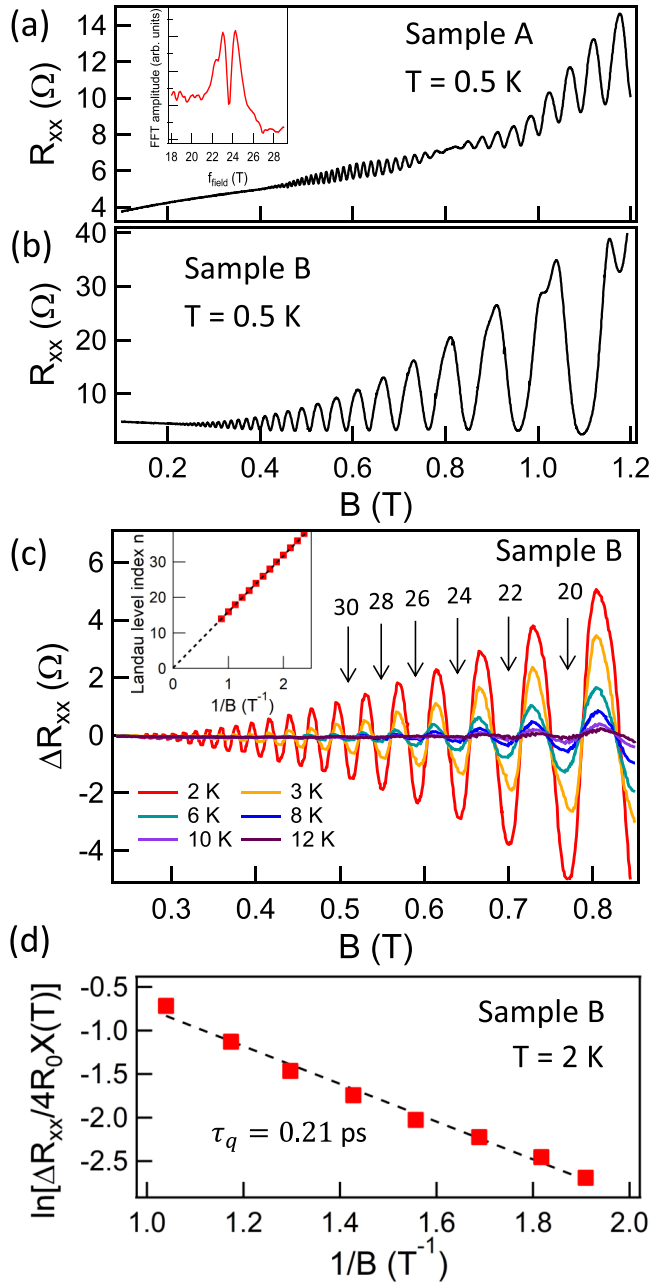 (a)
FFT amplitude (arb. units)
18 20 22 24 26 28
f_field (T)
Sample A
T = 0.5 K
R_xx (Ω)
14
12
10
8
6
4
(b)
Sample B
T = 0.5 K
R_xx (Ω)
40
30
20
10
0.2 0.4 0.6 0.8 1.0 1.2
B (T)
(c)
Landau level index n
30
20
10
0
0 1 2
1/B (T⁻¹)
Sample B
30 28 26 24 22 20
ΔR_xx (Ω)
6
4
2
0
-2
-4
2 K 3 K
6 K 8 K
10 K 12 K
0.3 0.4 0.5 0.6 0.7 0.8
B (T)
(d)
ln[ΔR_xx/4R_0X(T)]
-0.5
-1.0
-1.5
-2.0
-2.5
Sample B
T = 2 K
τ_q = 0.21 ps
1.0 1.2 1.4 1.6 1.8 2.0
1/B (T⁻¹)